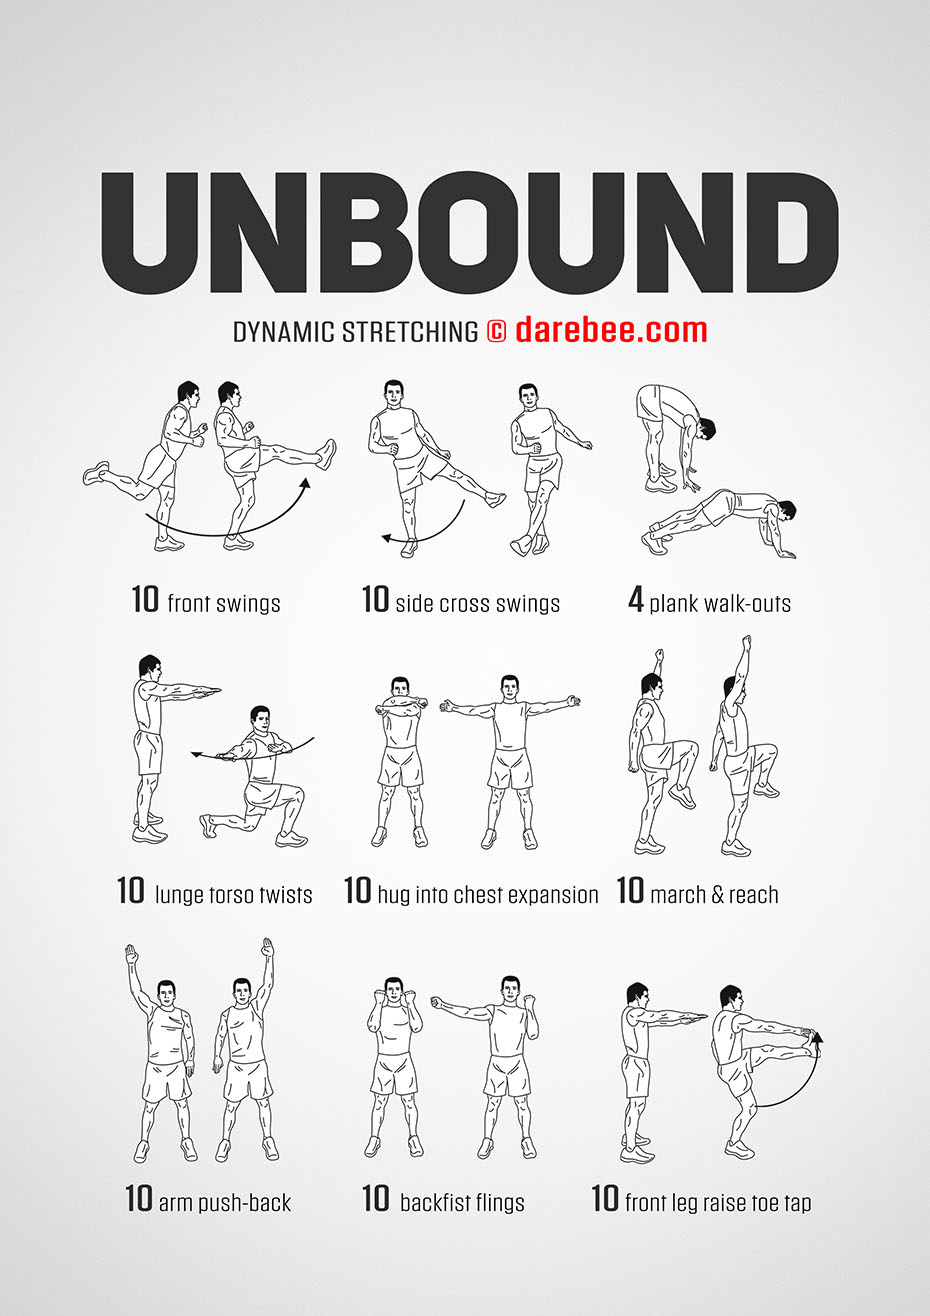 UNBOUND
DYNAMIC STRETCHING © darebee.com
10 front swings
10 side cross swings
4 plank walk-outs
10 lunge torso twists
10 hug into chest expansion
10 march & reach
10 arm push-back
10 backfist flings
10 front leg raise toe tap